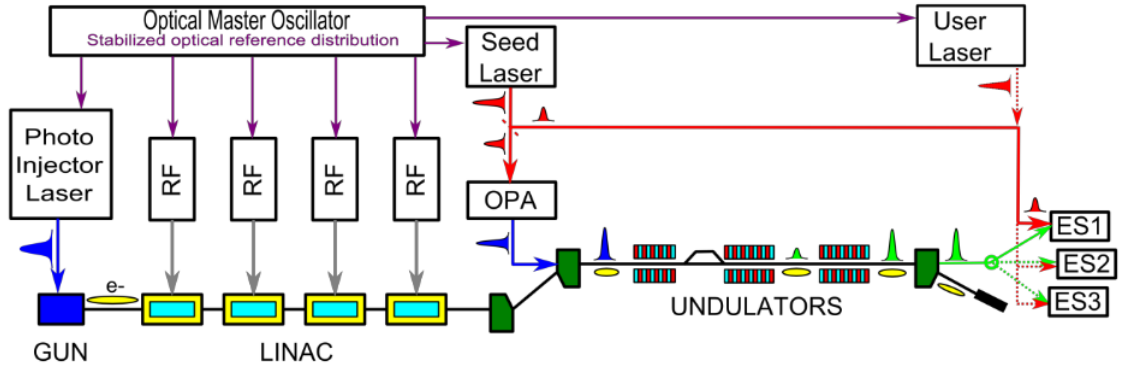 Optical Master Oscillator
Stabilized optical reference distribution
Seed
Laser
User
Laser
Photo
Injector
Laser
RF
RF
RF
RF
OPA
e-
ES1
ES2
ES3
GUN
LINAC
UNDULATORS